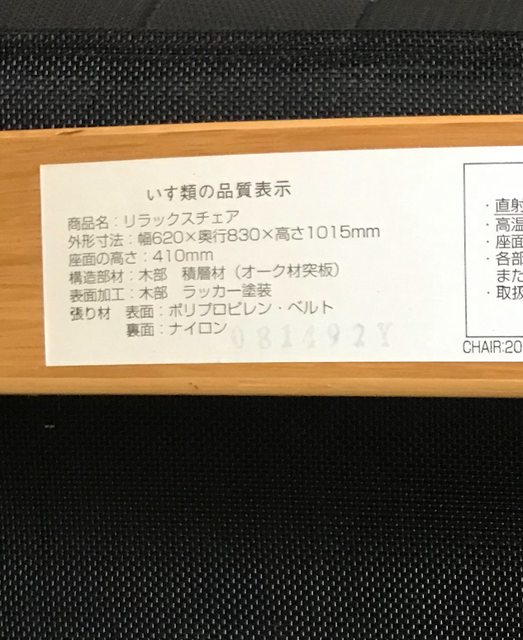 いす類の品質表示
商品名：リラックスチェア
外形寸法：幅620×奥行830×高さ1015mm
座面の高さ：410mm
構造部材：木部　積層材（オーク材突板）
表面加工：木部　ラッカー塗装
張り材　表面：ポリプロピレン・ベルト
裏面：ナイロン
081492Y
・直射
・高温
・座面
・各部
また
・取扱
CHAIR:20